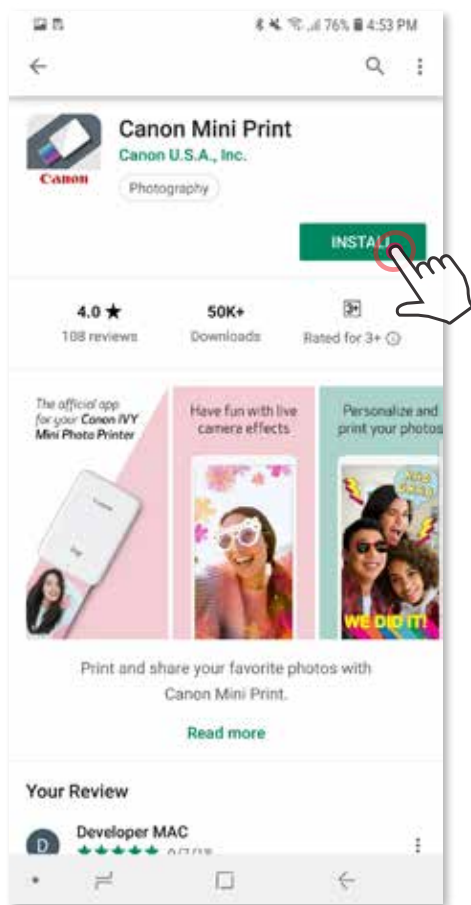 76% 4:53 PM
Canon Mini Print
Canon U.S.A., Inc.
Canon
Photography
INSTALL
4.0 ★ 50K+ 3+
108 reviews Downloads Rated for 3+
The official app
for your Canon IVY
Mini Photo Printer
Have fun with live
camera effects
Personalize and
print your photos
Canon
WE DID IT!
Print and share your favorite photos with
Canon Mini Print.
Read more
Your Review
D
Developer MAC